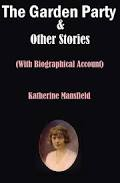 The Garden Party
&
Other Stories
(With Biographical Account)
Katherine Mansfield